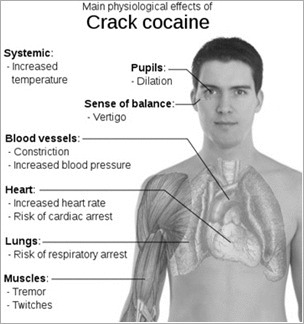 Main physiological effects of
Crack cocaine
Systemic:
- Increased
temperature
Pupils:
- Dilation
Sense of balance:
- Vertigo
Blood vessels:
- Constriction
- Increased blood pressure
Heart:
- Increased heart rate
- Risk of cardiac arrest
Lungs:
- Risk of respiratory arrest
Muscles:
- Tremor
- Twitches